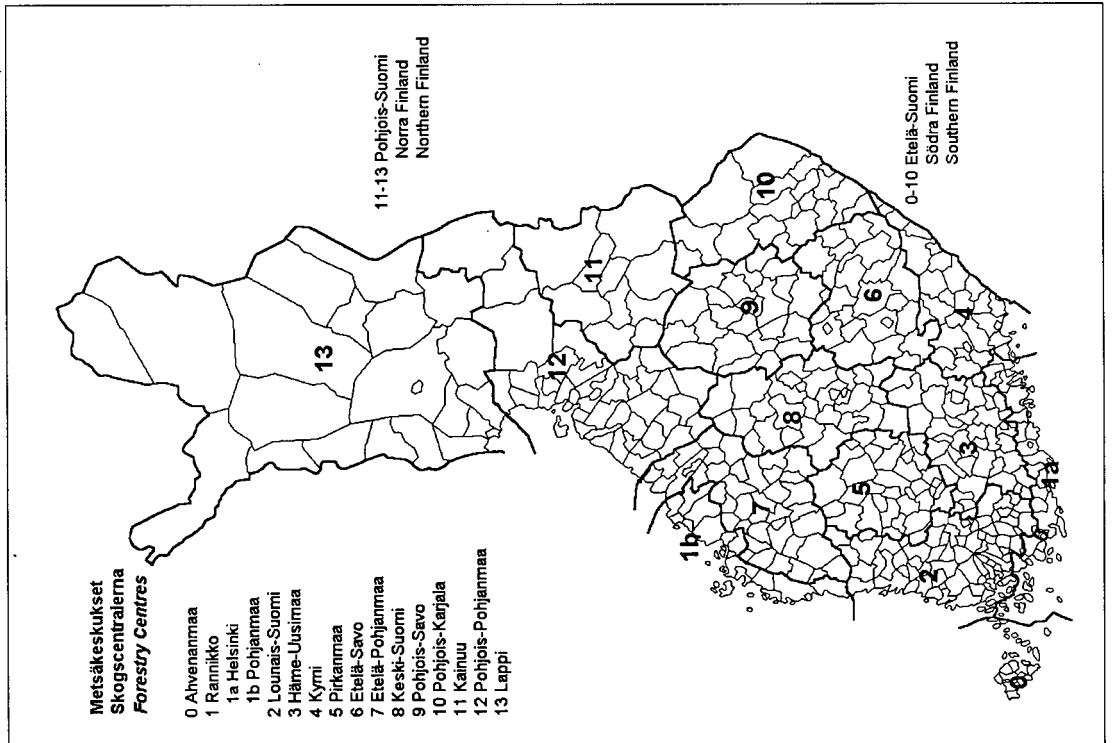 Metsäkeskukset
Skogscentralerna
Forestry Centres
0 Ahvenanmaa
1 Rannikko
1a Helsinki
1b Pohjanmaa
2 Lounais-Suomi
3 Häme-Uusimaa
4 Kymi
5 Pirkanmaa
6 Etelä-Savo
7 Etelä-Pohjanmaa
8 Keski-Suomi
9 Pohjois-Savo
10 Pohjois-Karjala
11 Kainuu
12 Pohjois-Pohjanmaa
13 Lappi
11-13 Pohjois-Suomi
Norra Finland
Northern Finland
0-10 Etelä-Suomi
Södra Finland
Southern Finland
13
12
11
10
9
8
7
6
5
4
3
2
1b
1a
0